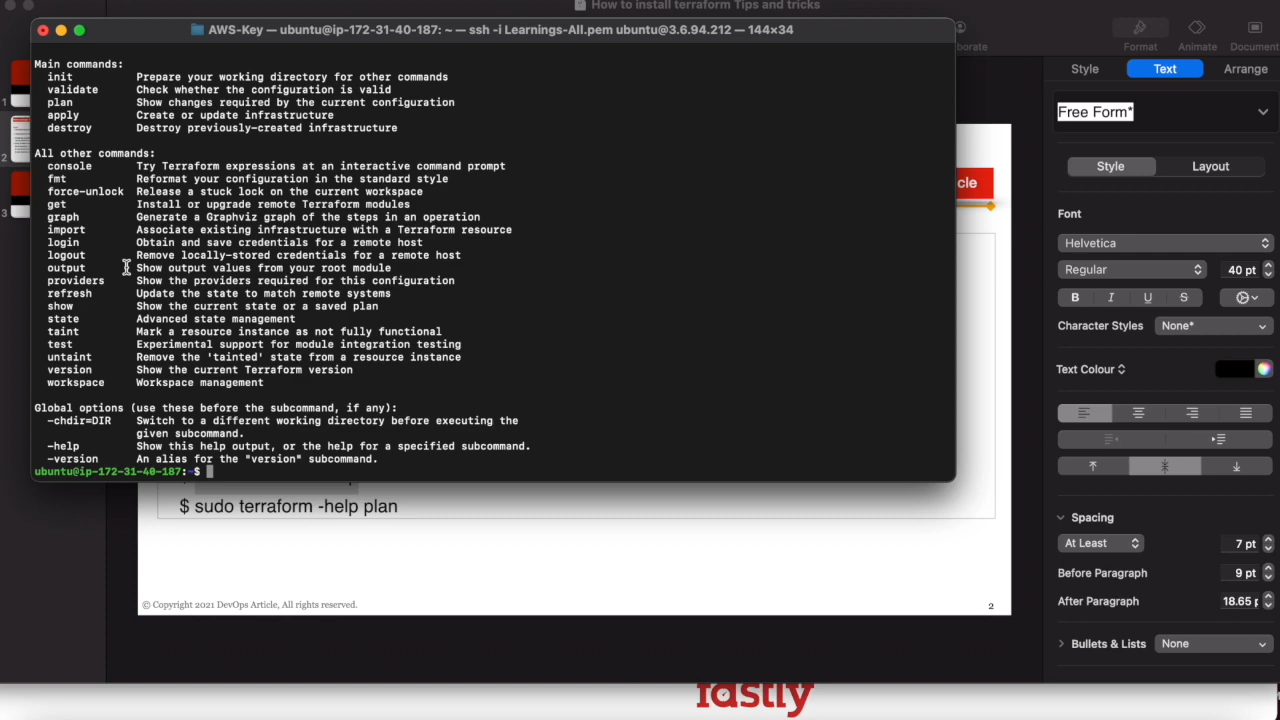 How to install terraform Tips and tricks
AWS-Key — ubuntu@ip-172-31-40-187: ~ — ssh -i Learnings-All.pem ubuntu@3.6.94.212 — 144×34
Main commands:
init Prepare your working directory for other commands
validate Check whether the configuration is valid
plan Show changes required by the current configuration
apply Create or update infrastructure
destroy Destroy previously-created infrastructure
All other commands:
console Try Terraform expressions at an interactive command prompt
fmt Reformat your configuration in the standard style
force-unlock Release a stuck lock on the current workspace
get Install or upgrade remote Terraform modules
graph Generate a Graphviz graph of the steps in an operation
import Associate existing infrastructure with a Terraform resource
login Obtain and save credentials for a remote host
logout Remove locally-stored credentials for a remote host
output Show output values from your root module
providers Show the providers required for this configuration
refresh Update the state to match remote systems
show Show the current state or a saved plan
state Advanced state management
taint Mark a resource instance as not fully functional
test Experimental support for module integration testing
untaint Remove the 'tainted' state from a resource instance
version Show the current Terraform version
workspace Workspace management
Global options (use these before the subcommand, if any):
-chdir=DIR Switch to a different working directory before executing the
given subcommand.
-help Show this help output, or the help for a specified subcommand.
-version An alias for the "version" subcommand.
ubuntu@ip-172-31-40-187:~$
1
2
3
cle
$ sudo terraform -help plan
© Copyright 2021 DevOps Article, All rights reserved.
2
borate
Format
Animate
Document
Style
Text
Arrange
Free Form*
Style
Layout
Font
Helvetica
Regular
40 pt
B I U S
Character Styles
None*
Text Colour
Spacing
At Least
7 pt
Before Paragraph
9 pt
After Paragraph
18.65
Bullets & Lists
None
fastly